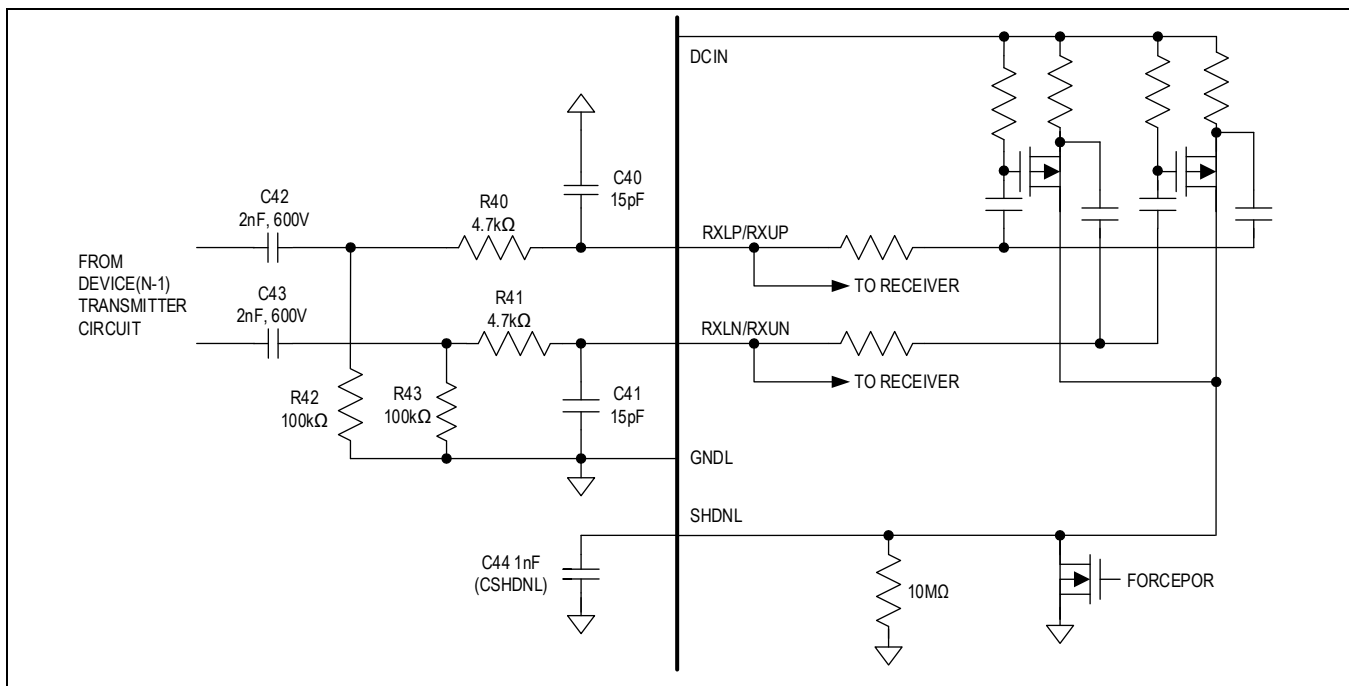 DCIN
C42
2nF, 600V
R40
4.7kΩ
C40
15pF
RXLP/RXUP
TO RECEIVER
FROM
DEVICE(N-1)
TRANSMITTER
CIRCUIT
C43
2nF, 600V
R41
4.7kΩ
RXLN/RXUN
TO RECEIVER
R42
100kΩ
R43
100kΩ
C41
15pF
GNDL
SHDNL
C44 1nF
(CSHDNL)
10MΩ
FORCEPOR